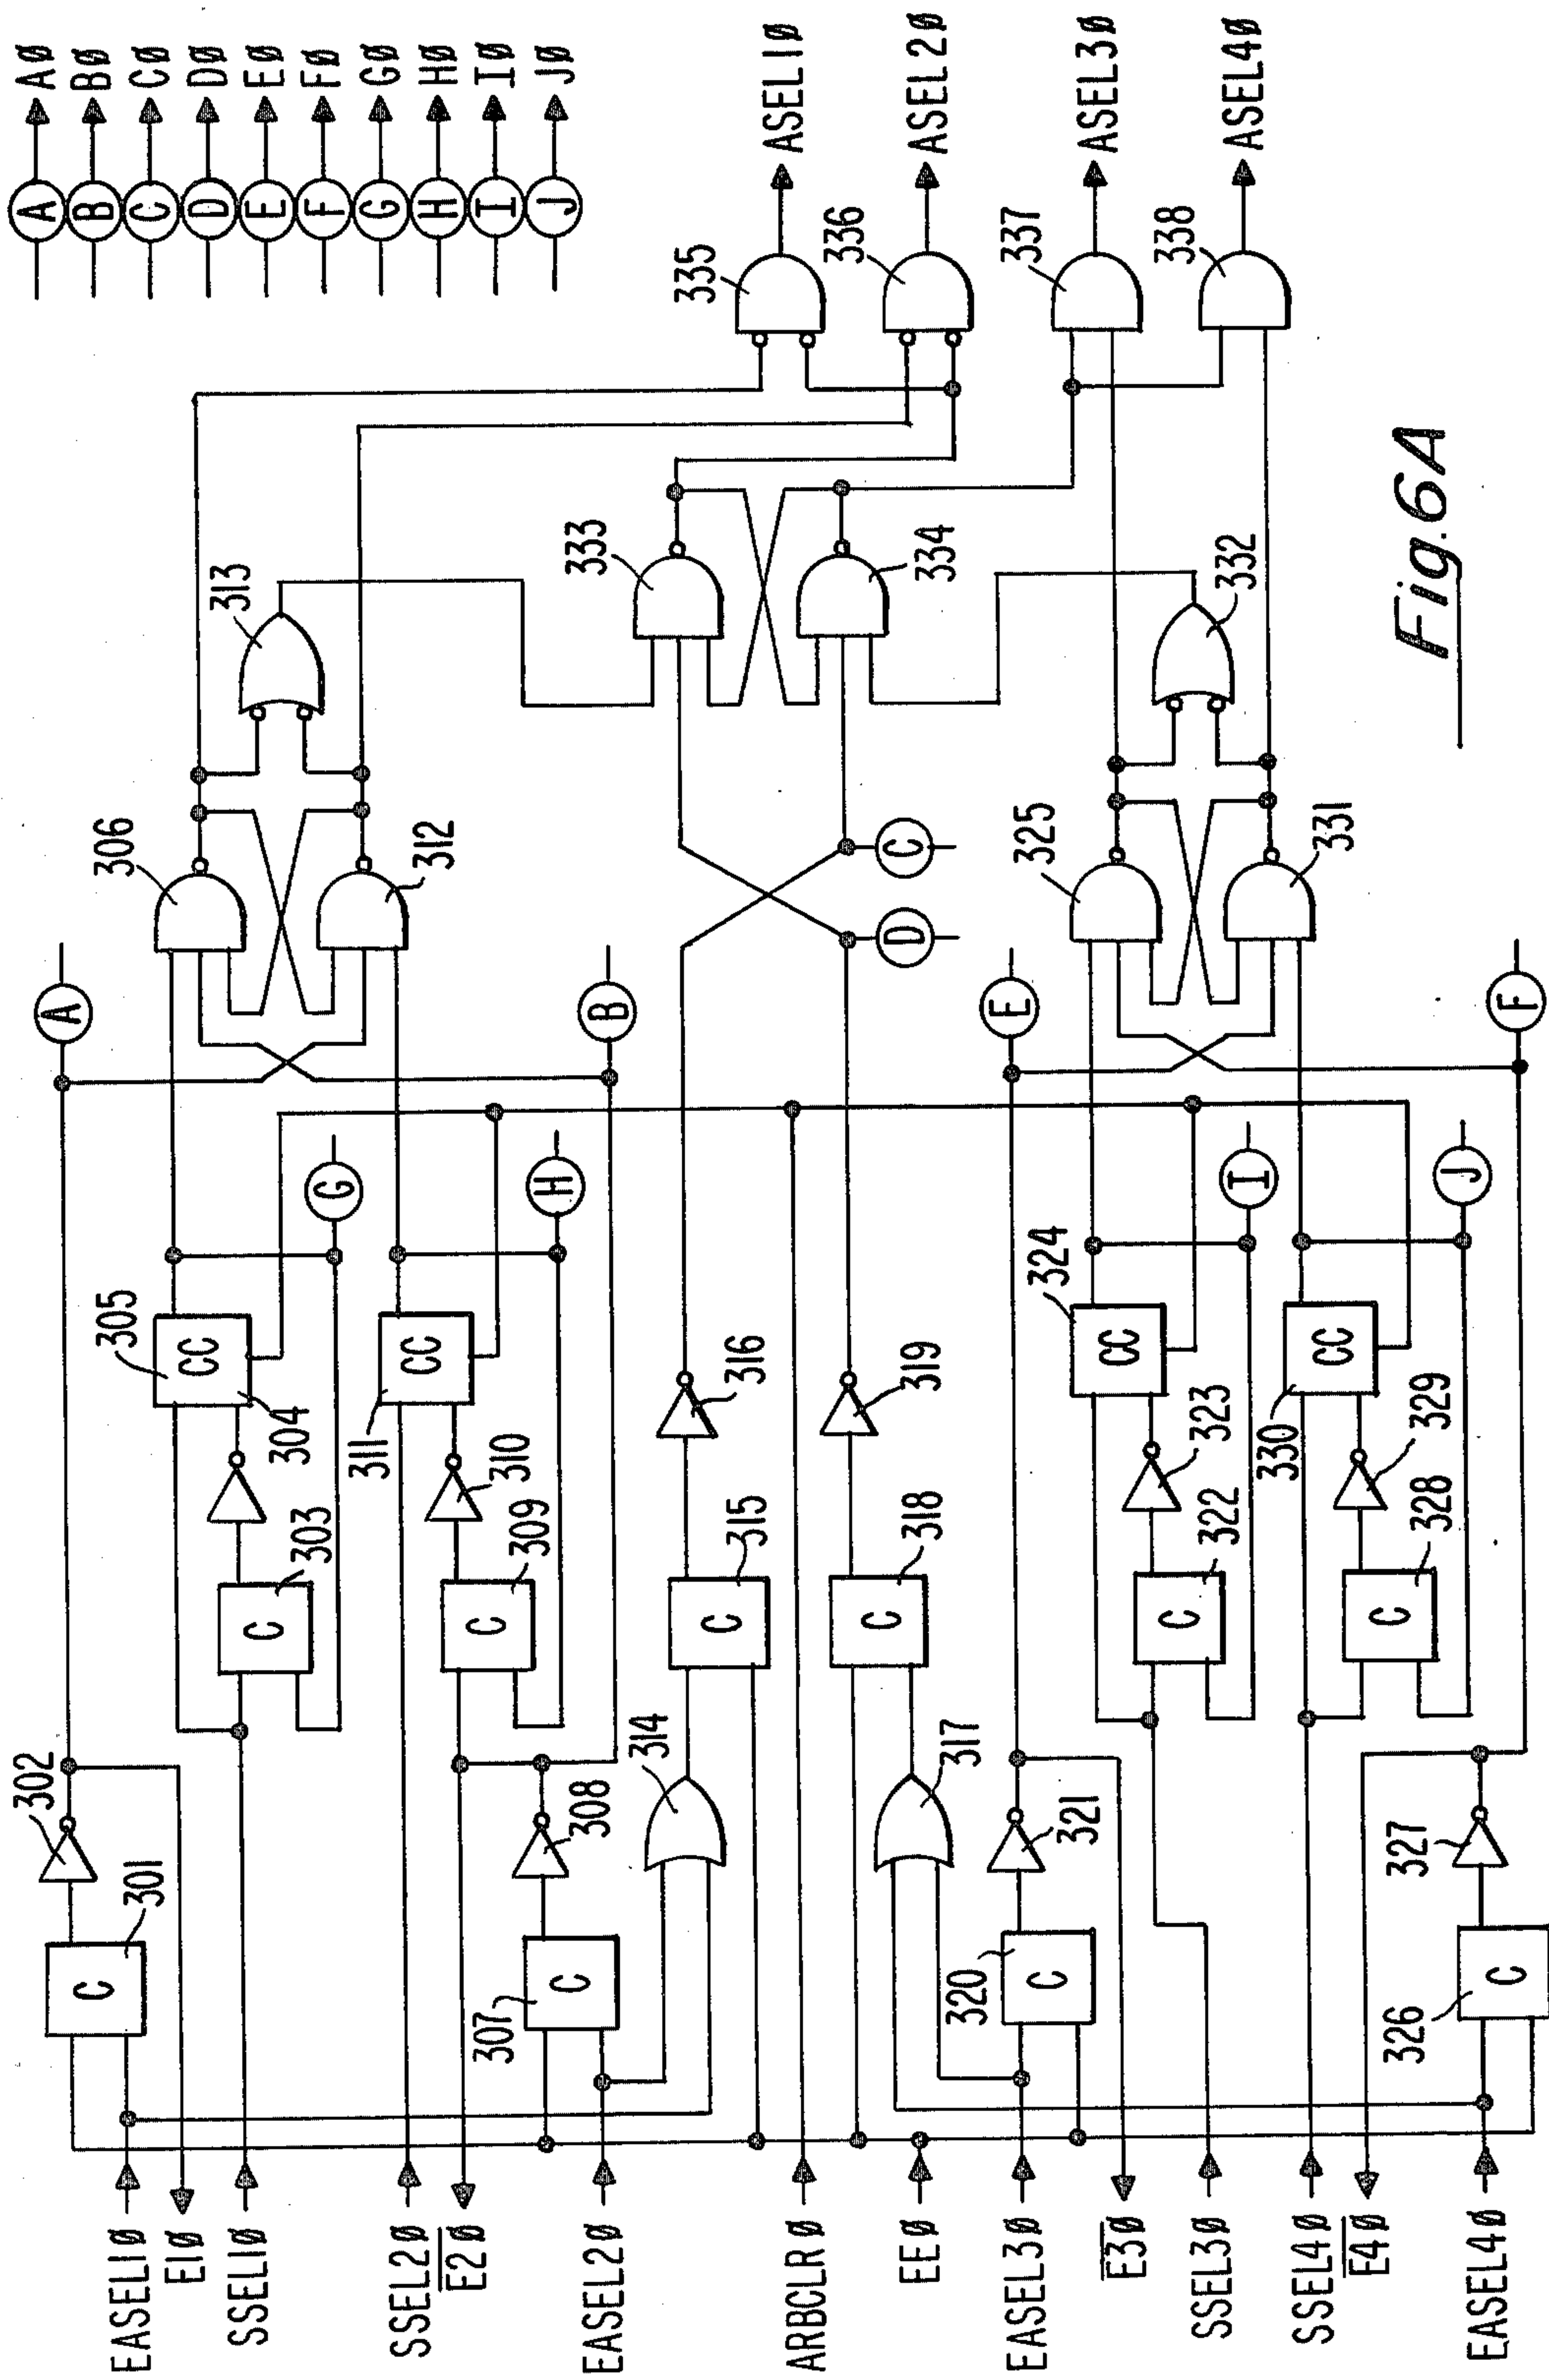 A AØ
B BØ
C CØ
D DØ
E EØ
F FØ
G GØ
H HØ
I IØ
J JØ
EASEL1Ø
E1Ø
SSEL1Ø
SSEL2Ø
E2Ø
EASEL2Ø
ARBCLRØ
EEØ
EASEL3Ø
E3Ø
SSEL3Ø
SSEL4Ø
E4Ø
EASEL4Ø
C 301
302
C 303
304
CC 305
306
307 C
308
C 309
310
311 CC
312
313
314
C 315
316
317
C 318
319
320 C
321
C 322
323
CC 324
325
326 C
327
C 328
329
330 CC
331
332
333
334
335
336
337
338
A
B
C
D
E
F
G
H
I
J
ASEL1Ø
ASEL2Ø
ASEL3Ø
ASEL4Ø
Fig.6A